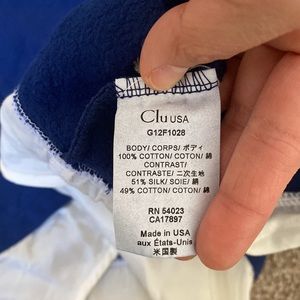 Clu USA
G12F1028
BODY/ CORPS/ ボディ
100% COTTON/ COTON/ 綿
CONTRAST/
CONTRASTE/ 二次生地
51% SILK/ SOIE/ 絹
49% COTTON/ COTON/ 綿
RN 54023
CA17897
Made in USA
aux États-Unis
米国製